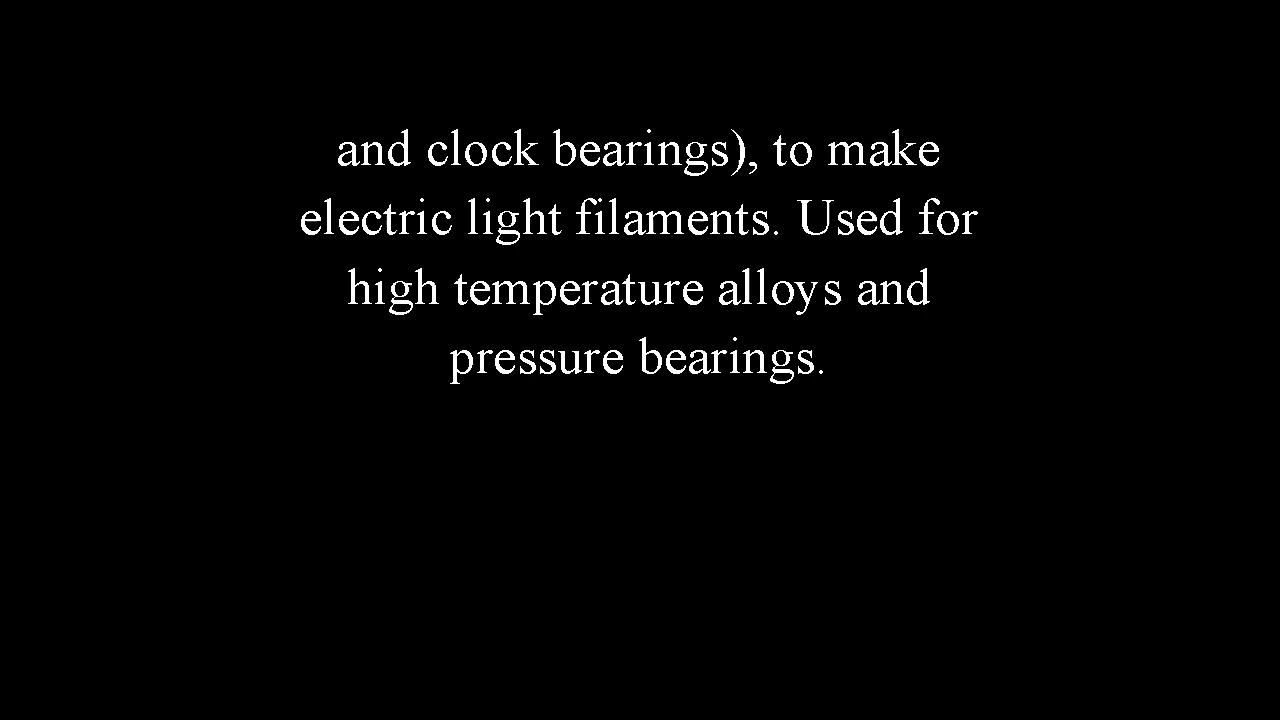 and clock bearings), to make
electric light filaments. Used for
high temperature alloys and
pressure bearings.